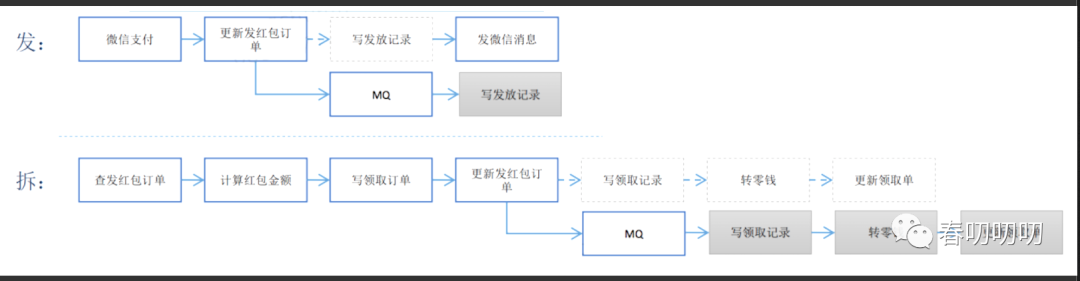 发：
微信支付
更新发红包订
单
写发放记录
发微信消息
MQ
写发放记录
拆：
查发红包订单
计算红包金额
写领取订单
更新发红包订
单
写领取记录
转零钱
更新领取单
MQ
写领取记录
转零
春叨叨叨